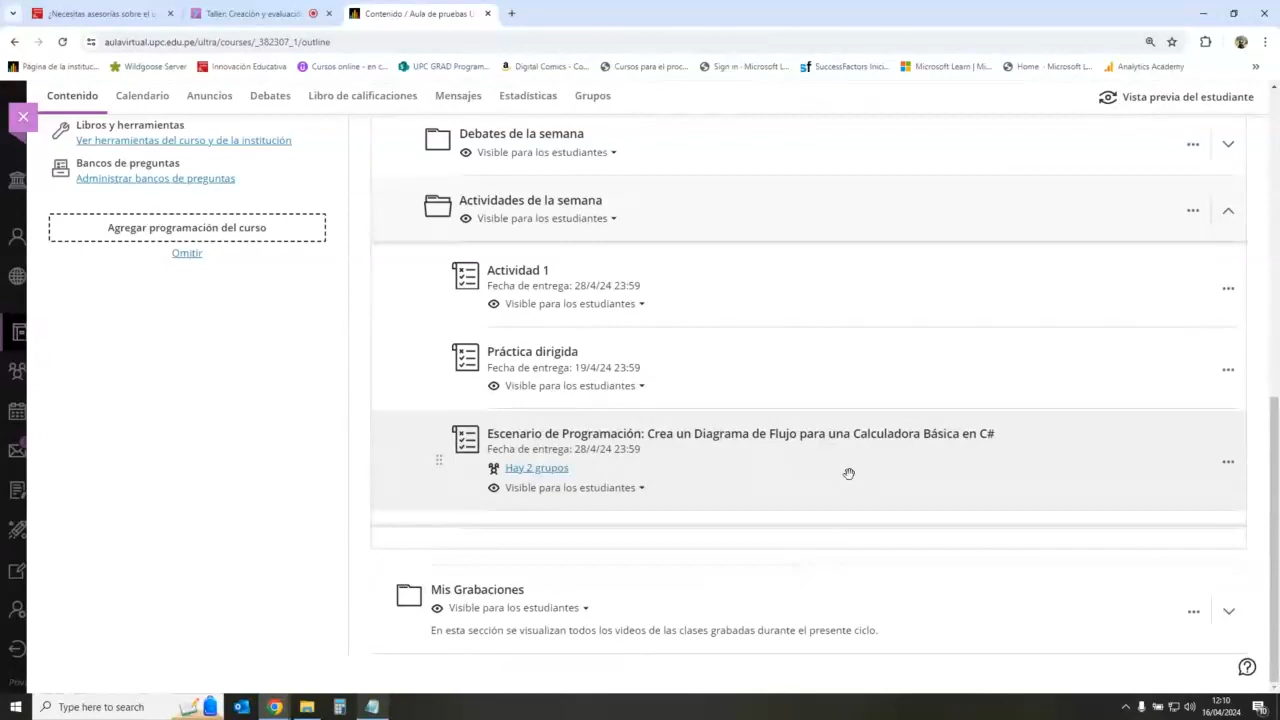 ¿Necesitas asesorías sobre el u
Taller: Creación y evaluació
Contenido / Aula de pruebas U
aulavirtual.upc.edu.pe/ultra/courses/_382307_1/outline
Página de la instituc...
Wildgoose Server
Innovación Educativa
Cursos online - en c...
UPC GRAD Program...
Digital Comics - Co...
Cursos para el proc...
Sign in - Microsoft L...
SuccessFactors Inici...
Microsoft Learn | Mi...
Home - Microsoft L...
Analytics Academy
Contenido
Calendario
Anuncios
Debates
Libro de calificaciones
Mensajes
Estadísticas
Grupos
Vista previa del estudiante
Libros y herramientas
Ver herramientas del curso y de la institución
Bancos de preguntas
Administrar bancos de preguntas
Agregar programación del curso
Omitir
Debates de la semana
Visible para los estudiantes
Actividades de la semana
Visible para los estudiantes
Actividad 1
Fecha de entrega: 28/4/24 23:59
Visible para los estudiantes
Práctica dirigida
Fecha de entrega: 19/4/24 23:59
Visible para los estudiantes
Escenario de Programación: Crea un Diagrama de Flujo para una Calculadora Básica en C#
Fecha de entrega: 28/4/24 23:59
Hay 2 grupos
Visible para los estudiantes
Mis Grabaciones
Visible para los estudiantes
En esta sección se visualizan todos los videos de las clases grabadas durante el presente ciclo.
Type here to search
12:10
16/04/2024